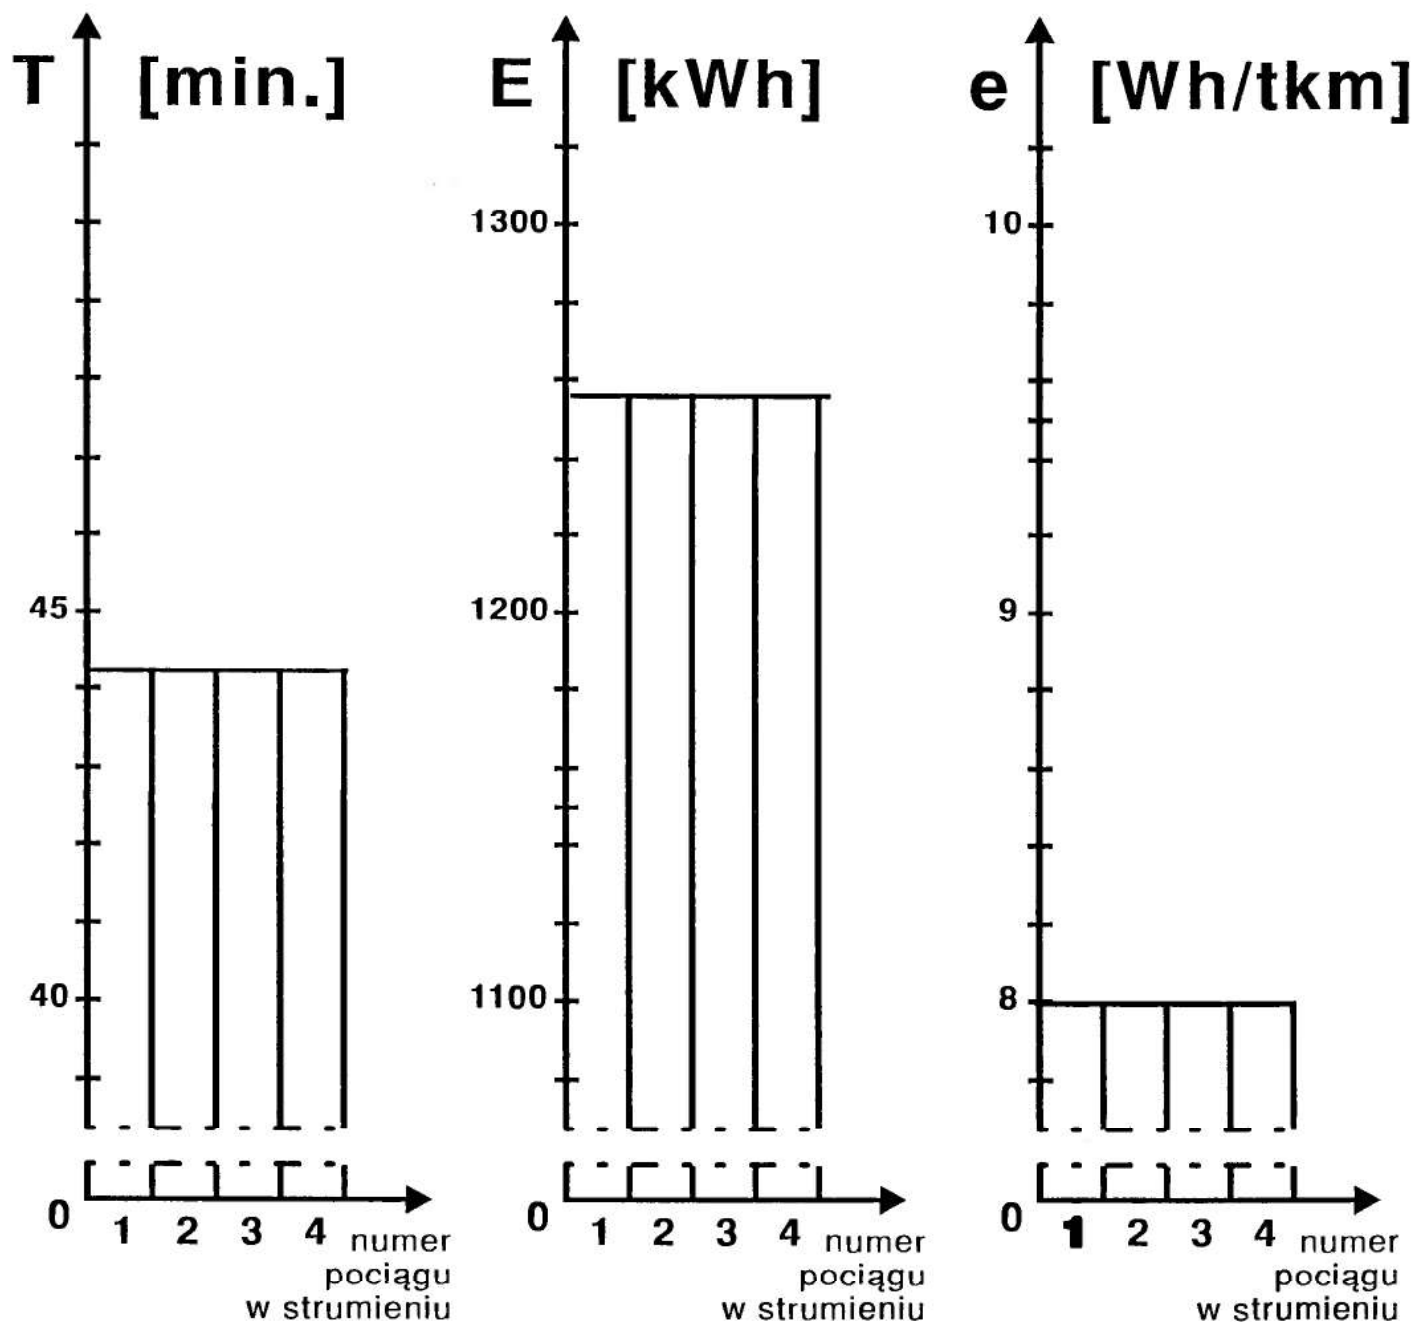 T [min.]
45
40
0
1 2 3 4
numer
pociągu
w strumieniu
E [kWh]
1300
1200
1100
0
1 2 3 4
numer
pociągu
w strumieniu
e [Wh/tkm]
10
9
8
0
1 2 3 4
numer
pociągu
w strumieniu